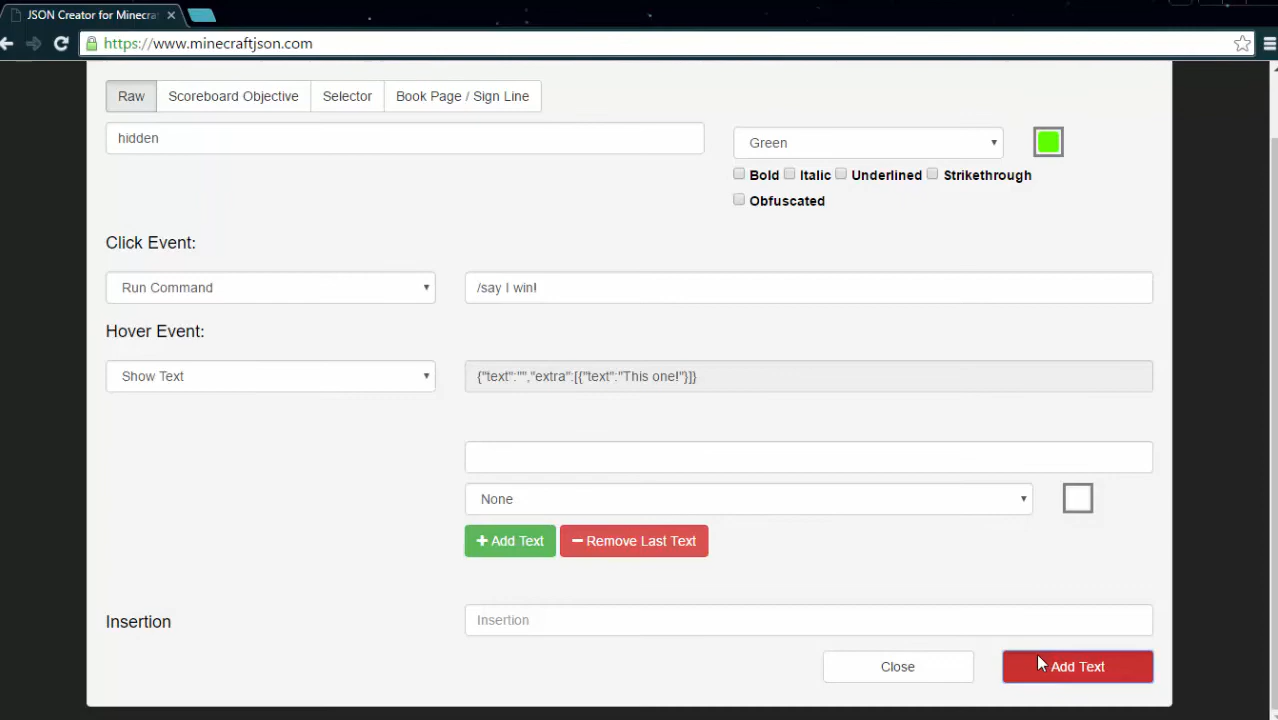 JSON Creator for Minecra
https://www.minecraftjson.com
Raw Scoreboard Objective Selector Book Page / Sign Line
hidden Green
Bold Italic Underlined Strikethrough
Obfuscated
Click Event:
Run Command /say I win!
Hover Event:
Show Text {"text":"","extra":[{"text":"This one!"}]}
None
+ Add Text − Remove Last Text
Insertion Insertion
Close Add Text